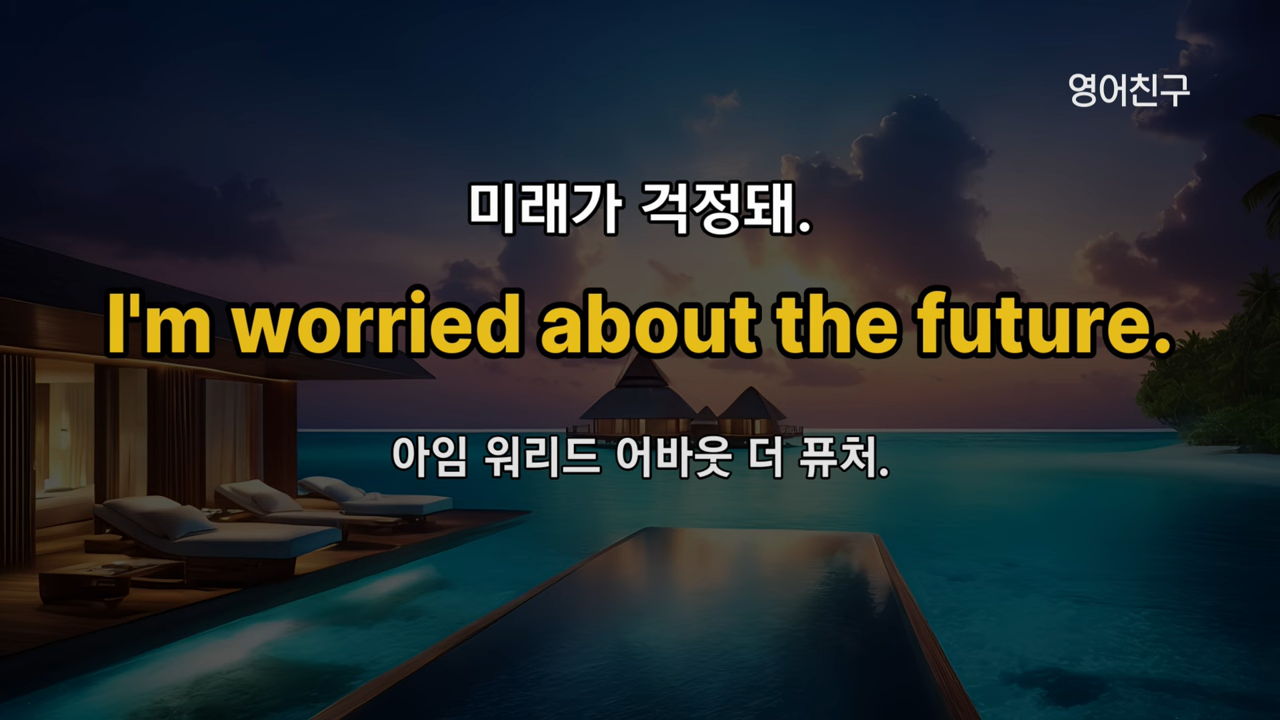 영어친구
미래가 걱정돼.
I'm worried about the future.
아임 워리드 어바웃 더 퓨처.